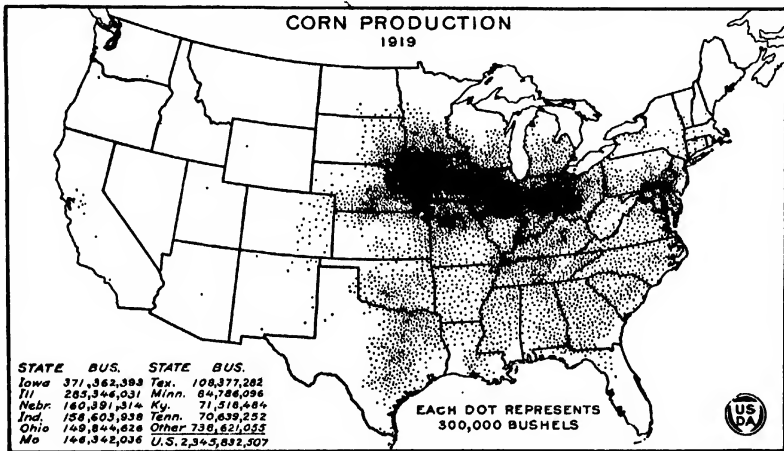 CORN PRODUCTION
1919
STATE BUS. STATE BUS.
Iowa 371,362,393 Tex. 108,377,282
Ill 285,346,031 Minn. 84,786,096
Nebr. 160,391,314 Ky. 71,518,484
Ind. 158,603,938 Tenn. 70,639,252
Ohio 149,844,626 Other 738,621,055
Mo 146,342,036 U.S. 2,345,832,507
EACH DOT REPRESENTS
300,000 BUSHELS
US
DA